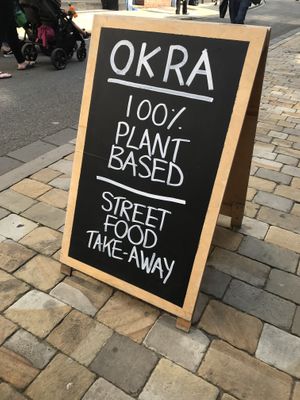 OKRA
100%
PLANT
BASED
STREET
FOOD
TAKE-AWAY